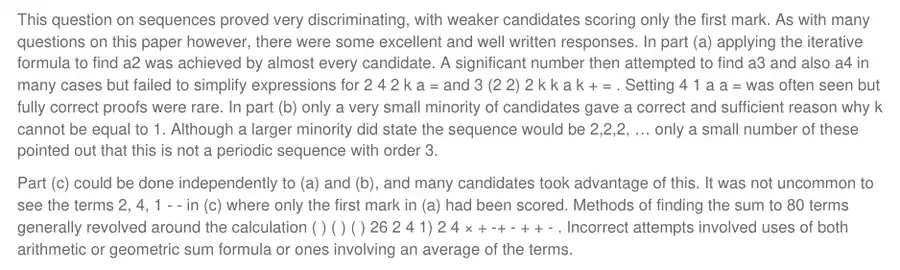 This question on sequences proved very discriminating, with weaker candidates scoring only the first mark. As with many
questions on this paper however, there were some excellent and well written responses. In part (a) applying the iterative
formula to find a2 was achieved by almost every candidate. A significant number then attempted to find a3 and also a4 in
many cases but failed to simplify expressions for 2 4 2 k a = and 3 (2 22) 2 k k a k + = . Setting 4 1 a a = was often seen but
fully correct proofs were rare. In part (b) only a very small minority of candidates gave a correct and sufficient reason why k
cannot be equal to 1. Although a larger minority did state the sequence would be 2,2,2, … only a small number of these
pointed out that this is not a periodic sequence with order 3.
Part (c) could be done independently to (a) and (b), and many candidates took advantage of this. It was not uncommon to
see the terms 2, 4, 1 - - in (c) where only the first mark in (a) had been scored. Methods of finding the sum to 80 terms
generally revolved around the calculation ( ) ( ) ( ) 26 2 4 1) 2 4 × + -+ - + + - . Incorrect attempts involved uses of both
arithmetic or geometric sum formula or ones involving an average of the terms.